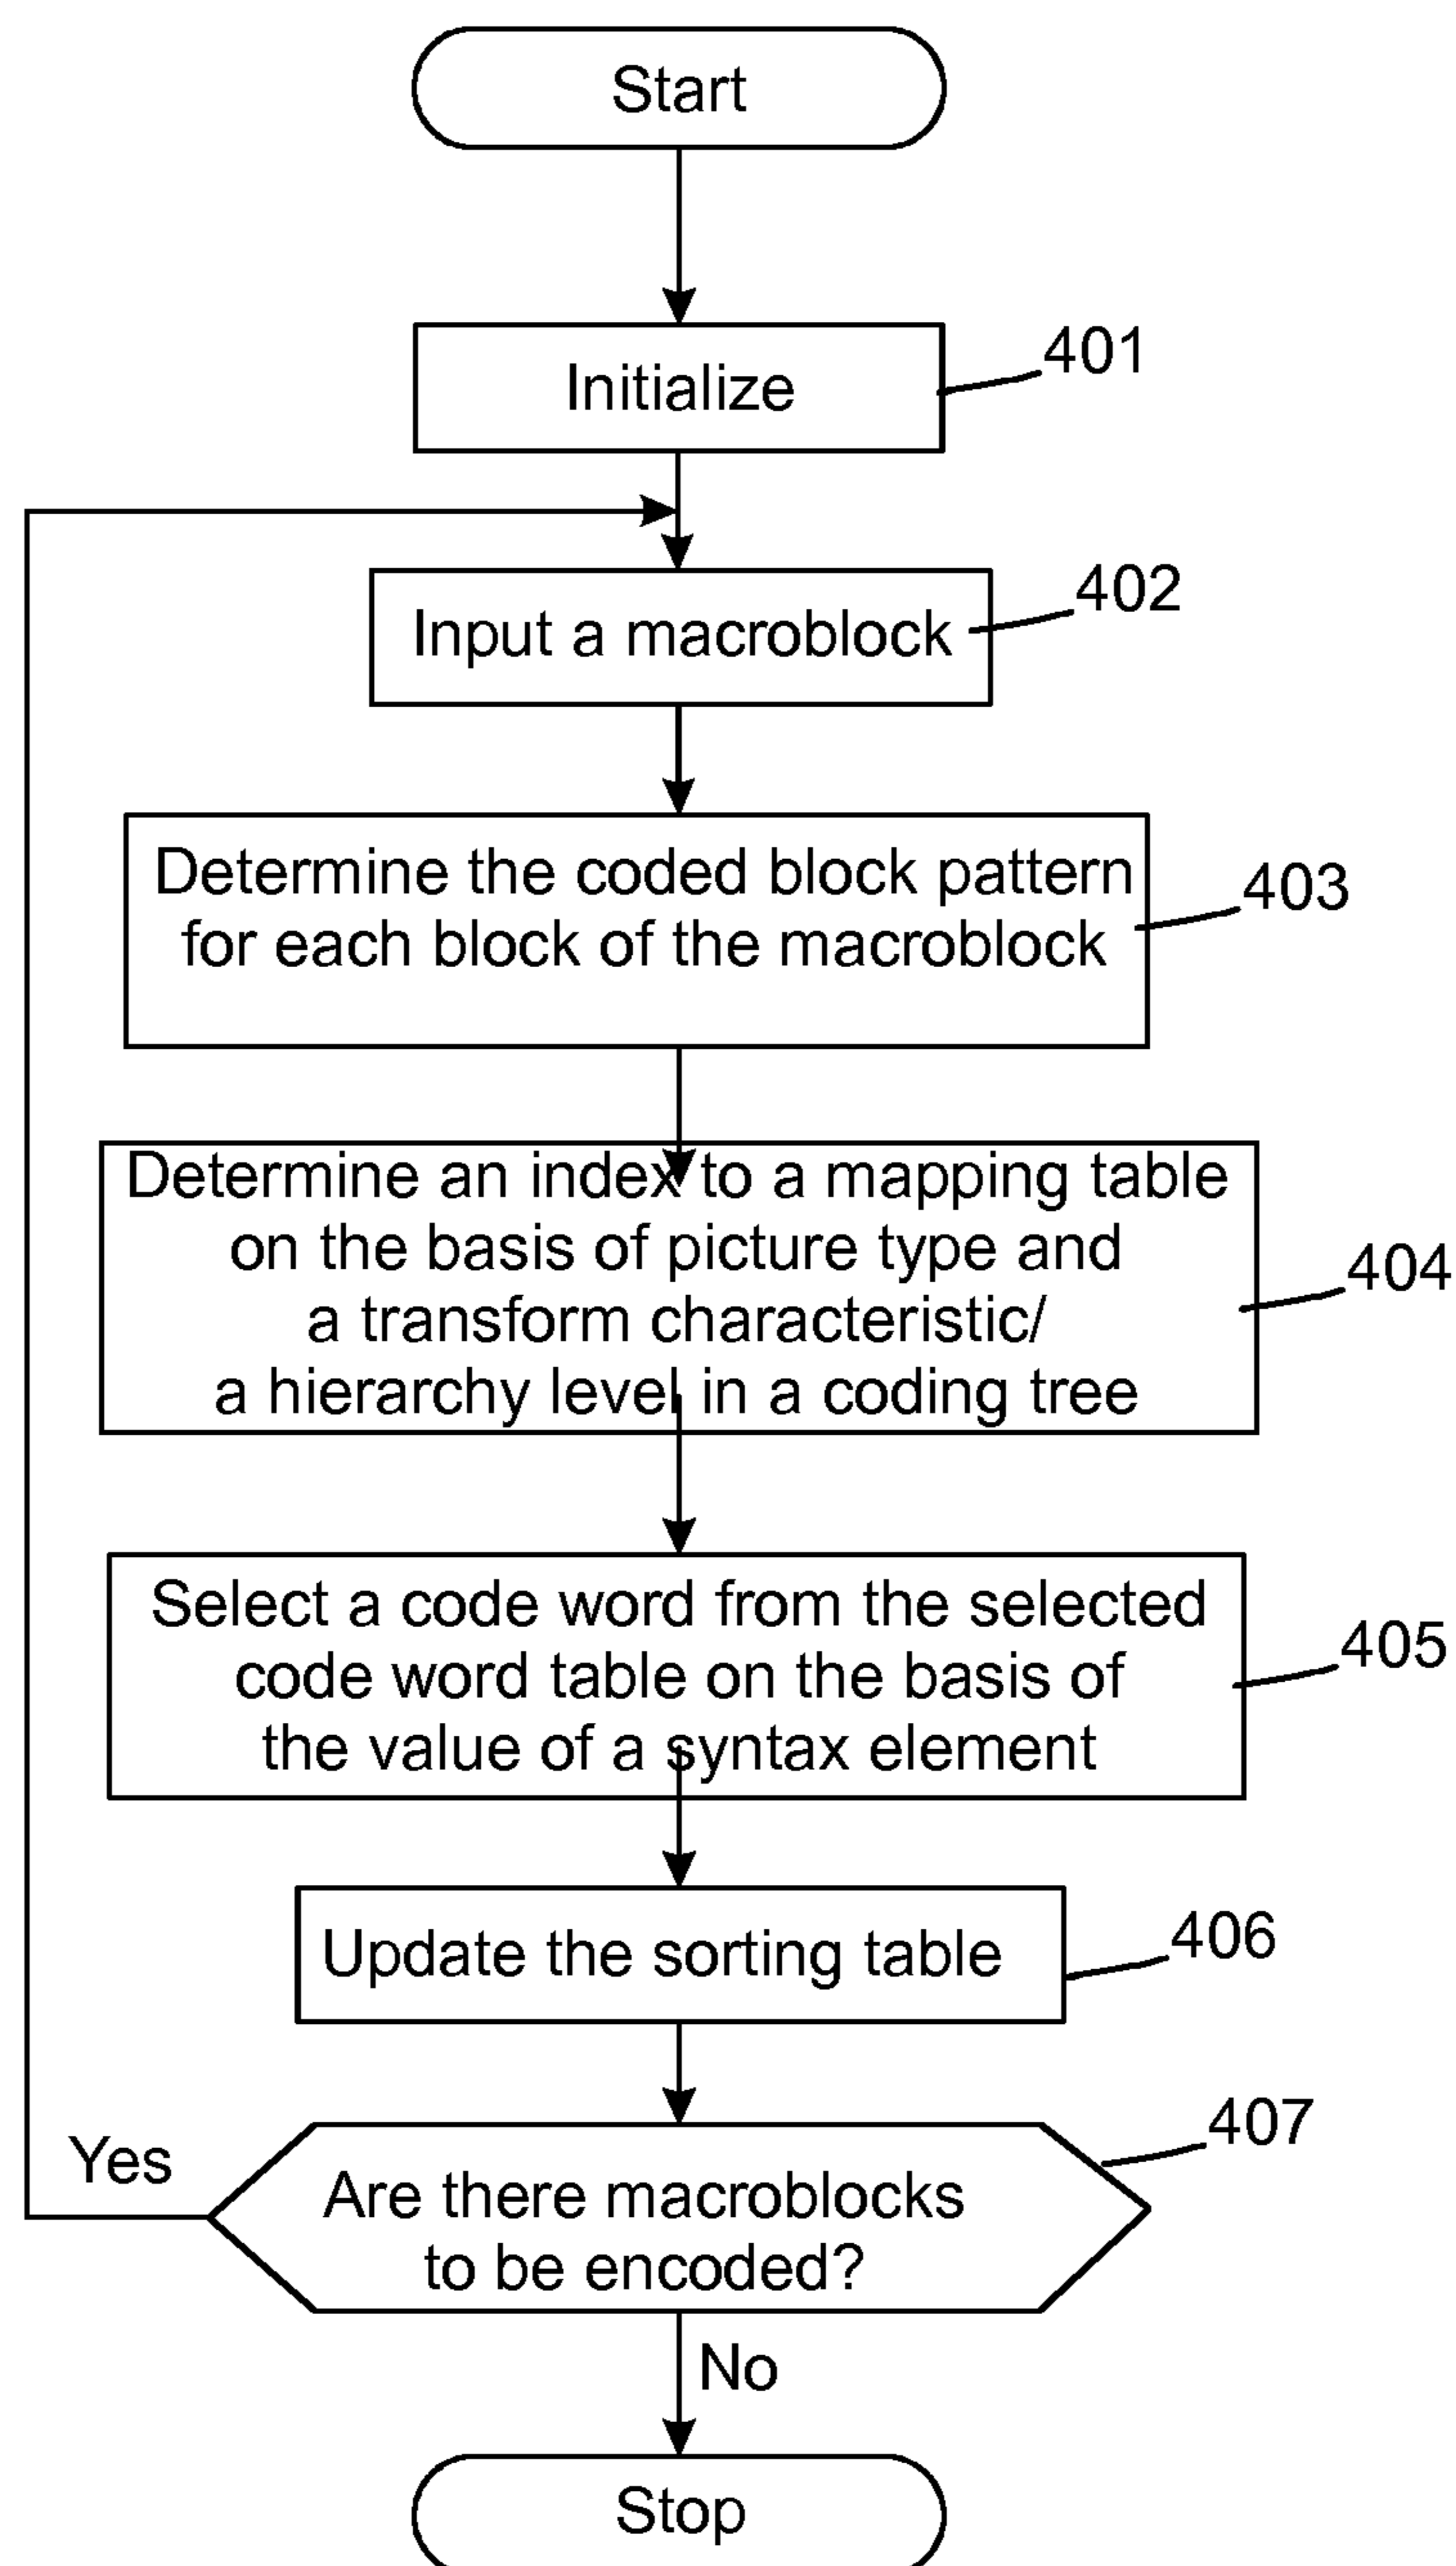 Start
Initialize
401
Input a macroblock
402
Determine the coded block pattern
for each block of the macroblock
403
Determine an index to a mapping table
on the basis of picture type and
a transform characteristic/
a hierarchy level in a coding tree
404
Select a code word from the selected
code word table on the basis of
the value of a syntax element
405
Update the sorting table
406
407
Yes
Are there macroblocks
to be encoded?
No
Stop